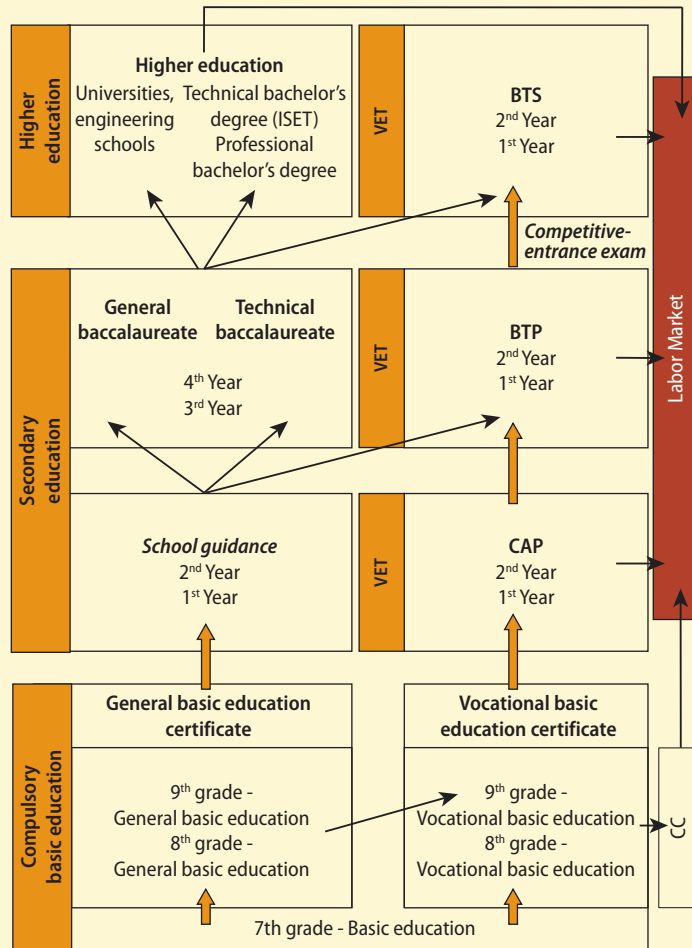 Higher
education
Higher education
Universities,
engineering
schools
Technical bachelor's
degree (ISET)
Professional
bachelor's degree
VET
BTS
2nd Year
1st Year
Competitive-
entrance exam
Labor Market
Secondary
education
General
baccalaureate
Technical
baccalaureate
4th Year
3rd Year
VET
BTP
2nd Year
1st Year
School guidance
2nd Year
1st Year
VET
CAP
2nd Year
1st Year
Compulsory
basic education
General basic education
certificate
Vocational basic
education certificate
9th grade -
General basic education
8th grade -
General basic education
9th grade -
Vocational basic education
8th grade -
Vocational basic education
CC
7th grade - Basic education